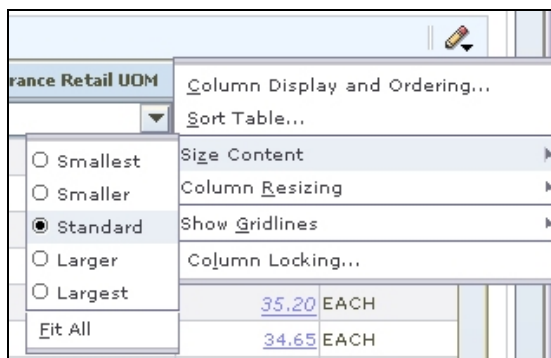 rance Retail UOM
Column Display and Ordering...
Sort Table...
Size Content
Column Resizing
Show Gridlines
Column Locking...
Smallest
Smaller
Standard
Larger
Largest
Fit All
35.20 EACH
34.65 EACH